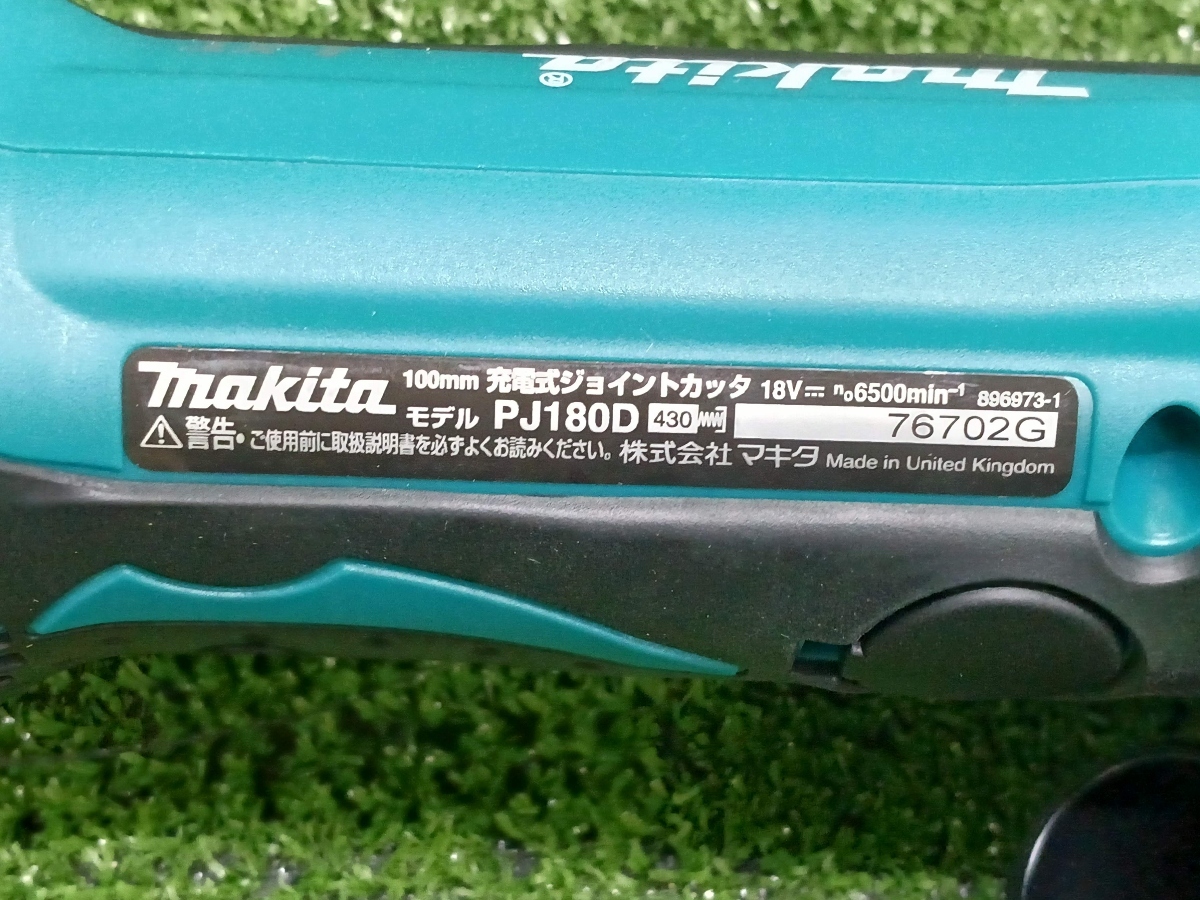 makita®
makita 100mm 充電式ジョイントカッタ 18V⎓ n₀6500min⁻¹ 896973-1
モデル PJ180D 430 76702G
⚠警告・ご使用前に取扱説明書を必ずよくお読みください。 株式会社 マキタ Made in United Kingdom